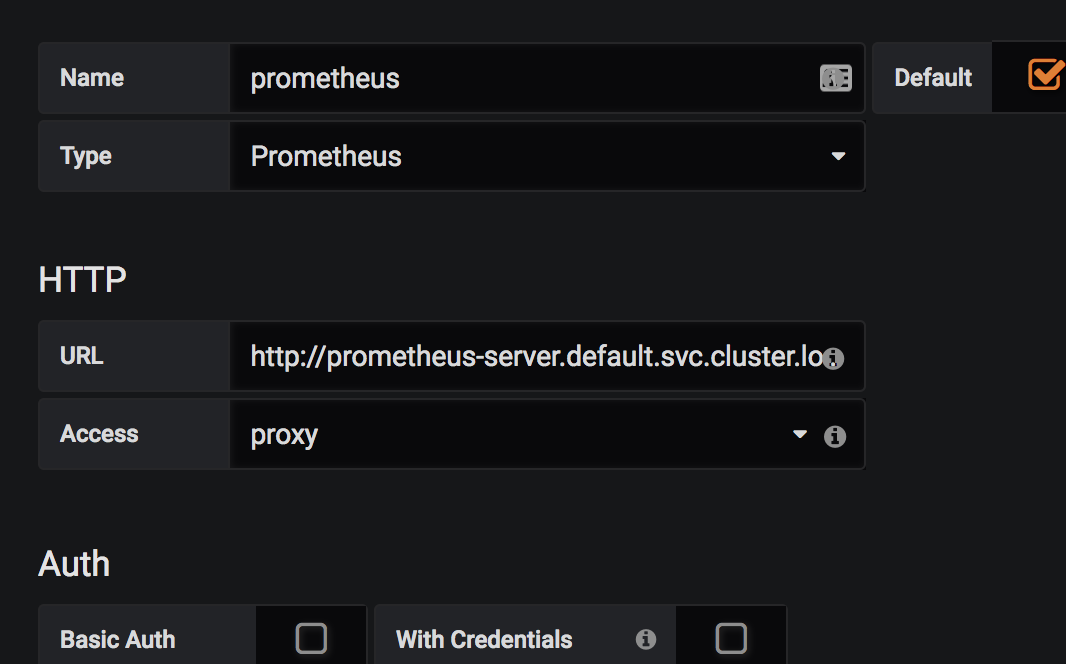 Name prometheus Default
Type Prometheus
HTTP
URL http://prometheus-server.default.svc.cluster.lo
Access proxy
Auth
Basic Auth With Credentials